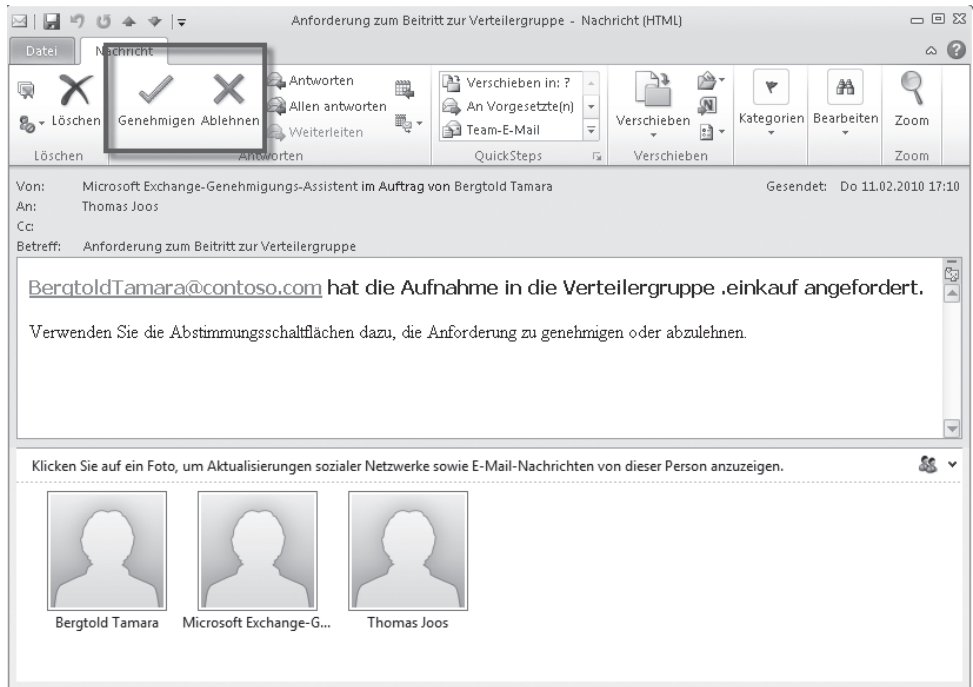 Anforderung zum Beitritt zur Verteilergruppe - Nachricht (HTML)
Datei Nachricht
Löschen
Genehmigen Ablehnen
Antworten
Allen antworten
Weiterleiten
Verschieben in: ?
An Vorgesetzte(n)
Team-E-Mail
Verschieben
Kategorien Bearbeiten Zoom
Löschen Antworten QuickSteps Verschieben Zoom
Von: Microsoft Exchange-Genehmigungs-Assistent im Auftrag von Bergtold Tamara Gesendet: Do 11.02.2010 17:10
An: Thomas Joos
Cc:
Betreff: Anforderung zum Beitritt zur Verteilergruppe
BergtoldTamara@contoso.com hat die Aufnahme in die Verteilergruppe .einkauf angefordert.
Verwenden Sie die Abstimmungsschaltflächen dazu, die Anforderung zu genehmigen oder abzulehnen.
Klicken Sie auf ein Foto, um Aktualisierungen sozialer Netzwerke sowie E-Mail-Nachrichten von dieser Person anzuzeigen.
Bergtold Tamara Microsoft Exchange-G... Thomas Joos